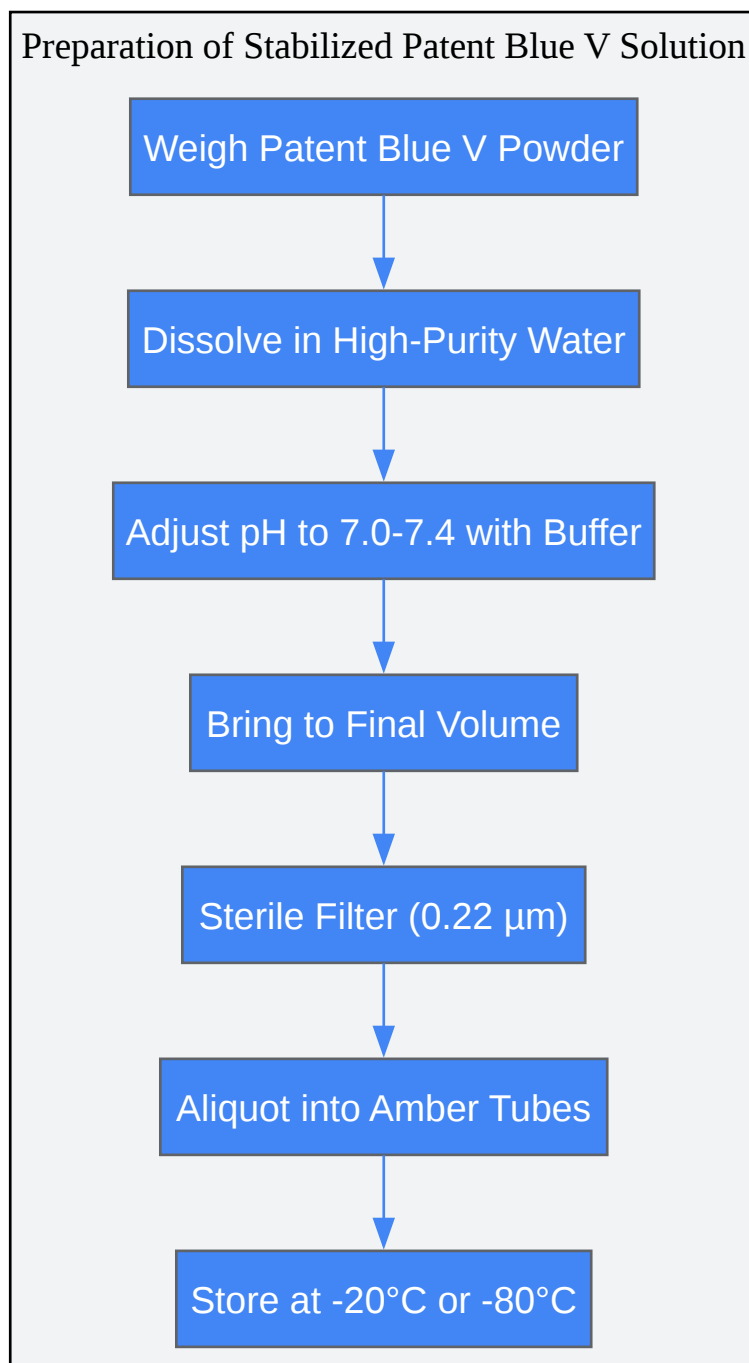 Preparation of Stabilized Patent Blue V Solution
Weigh Patent Blue V Powder
Dissolve in High-Purity Water
Adjust pH to 7.0-7.4 with Buffer
Bring to Final Volume
Sterile Filter (0.22 µm)
Aliquot into Amber Tubes
Store at -20°C or -80°C